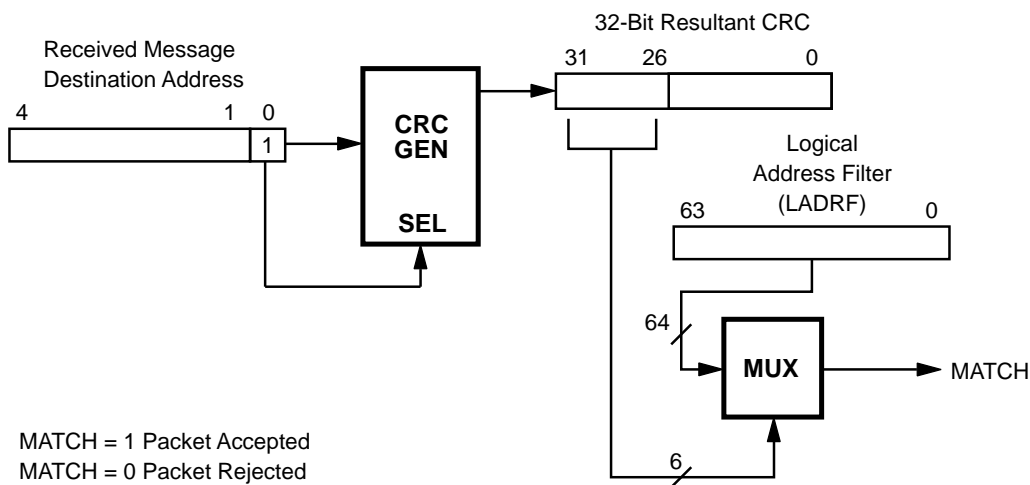 32-Bit Resultant CRC
31 26 0
Received Message
Destination Address
4 1 0
1
CRC
GEN
SEL
Logical
Address Filter
(LADRF)
63 0
64
MUX
MATCH
6
MATCH = 1 Packet Accepted
MATCH = 0 Packet Rejected